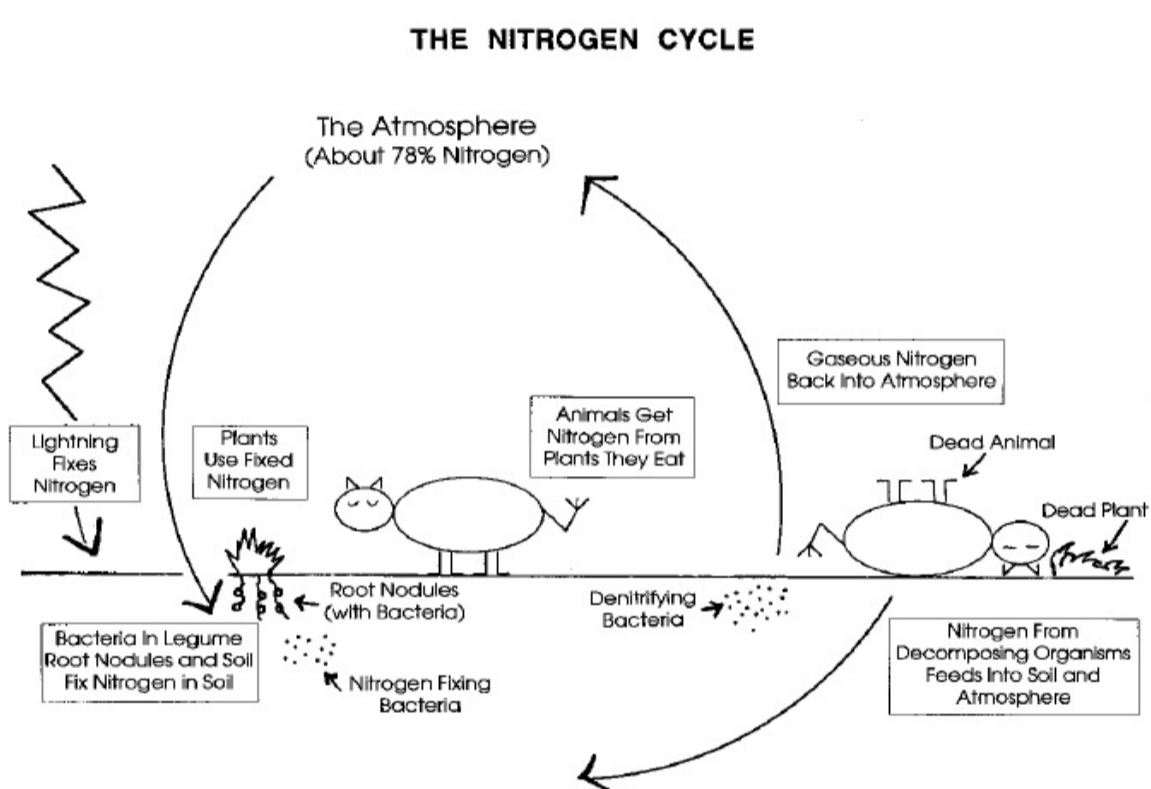 THE NITROGEN CYCLE
The Atmosphere
(About 78% Nitrogen)
Gaseous Nitrogen
Back Into Atmosphere
Animals Get
Nitrogen From
Plants They Eat
Lightning
Fixes
Nitrogen
Plants
Use Fixed
Nitrogen
Dead Animal
Dead Plant
Root Nodules
(with Bacteria)
Denitrifying
Bacteria
Bacteria In Legume
Root Nodules and Soil
Fix Nitrogen in Soil
Nitrogen Fixing
Bacteria
Nitrogen From
Decomposing Organisms
Feeds Into Soil and
Atmosphere